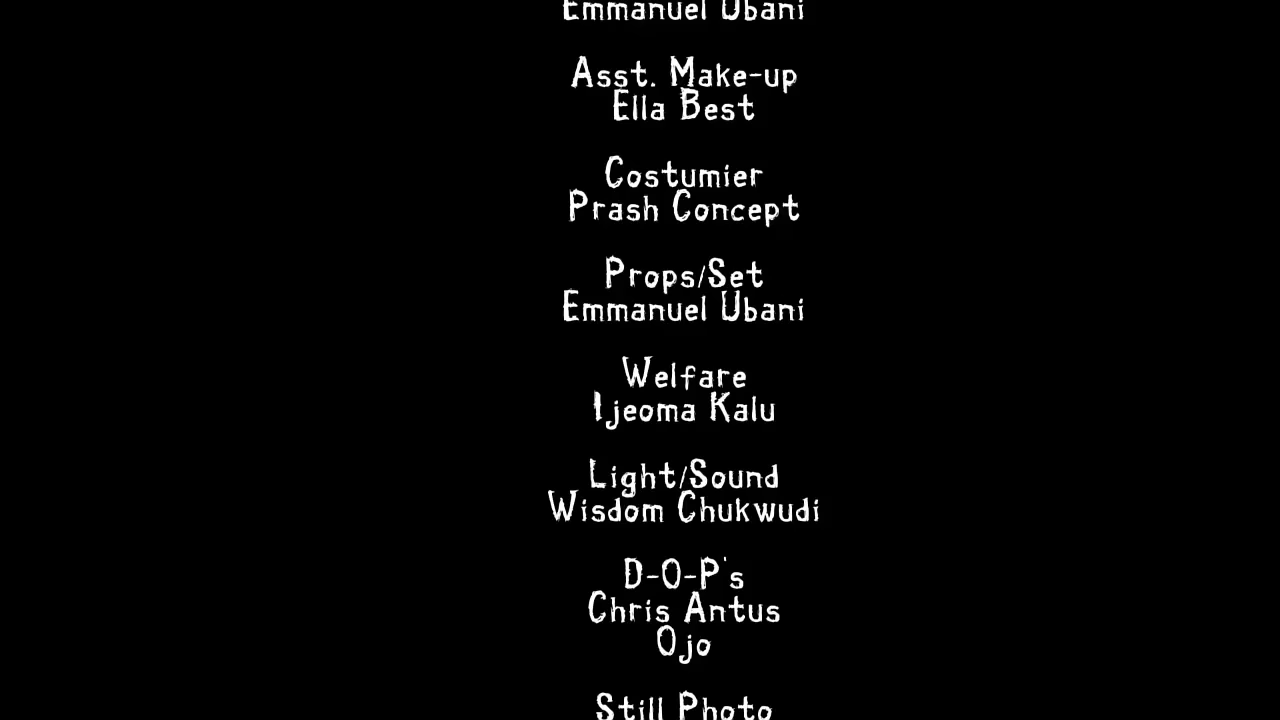 Emmanuel Ubani
Asst. Make-up
Ella Best
Costumier
Prash Concept
Props/Set
Emmanuel Ubani
Welfare
Ijeoma Kalu
Light/Sound
Wisdom Chukwudi
D-O-P's
Chris Antus
Ojo
Still Photo